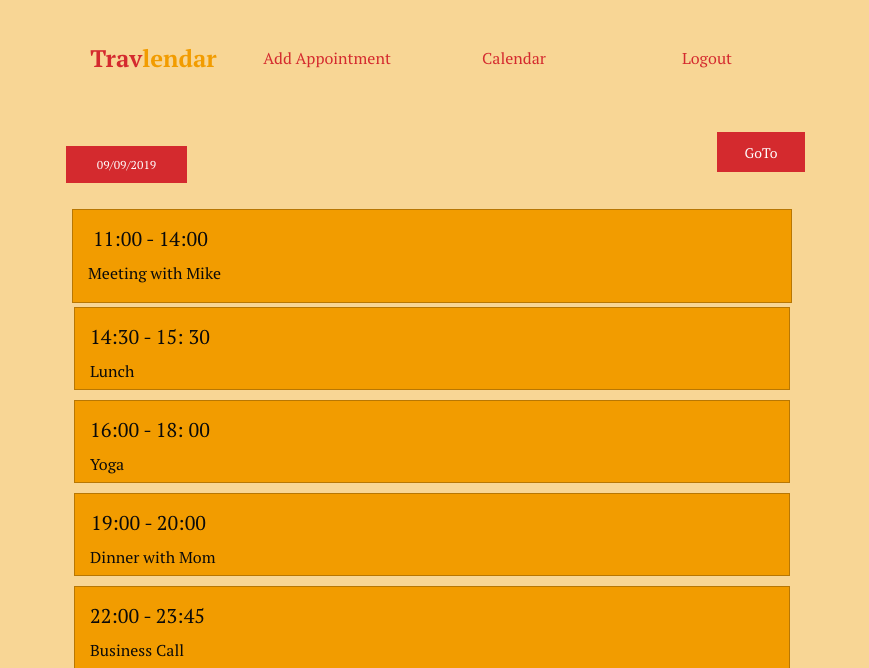 Travlendar Add Appointment Calendar Logout
09/09/2019 GoTo
11:00 - 14:00
Meeting with Mike
14:30 - 15: 30
Lunch
16:00 - 18: 00
Yoga
19:00 - 20:00
Dinner with Mom
22:00 - 23:45
Business Call